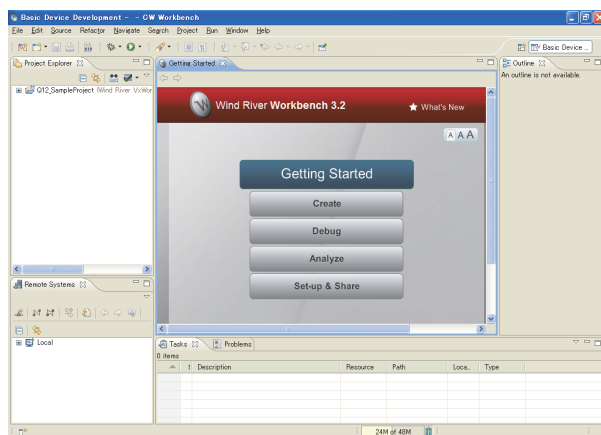 Basic Device Development - - CW Workbench
File Edit Source Refactor Navigate Search Project Run Window Help
Basic Device ...
Project Explorer
Q12_SampleProject (Wind River VxWor
Getting Started
Wind River Workbench 3.2
What's New
A A A
Getting Started
Create
Debug
Analyze
Set-up & Share
Outline
An outline is not available.
Remote Systems
Local
Tasks Problems
0 items
! Description Resource Path Loca... Type
24M of 48M